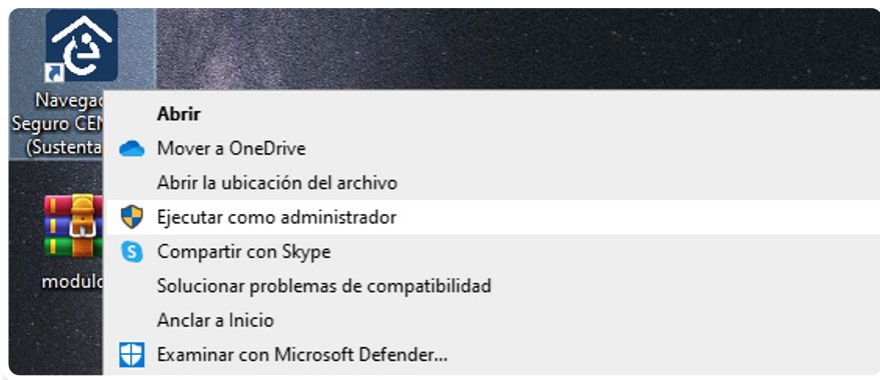 Navegad
Seguro CEN
(Sustenta
modulo
Abrir
Mover a OneDrive
Abrir la ubicación del archivo
Ejecutar como administrador
Compartir con Skype
Solucionar problemas de compatibilidad
Anclar a Inicio
Examinar con Microsoft Defender...